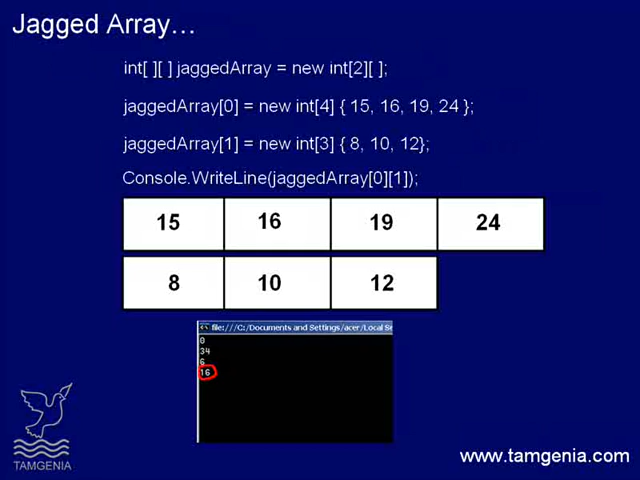 Jagged Array...
int[ ][ ] jaggedArray = new int[2][ ];
jaggedArray[0] = new int[4] { 15, 16, 19, 24 };
jaggedArray[1] = new int[3] { 8, 10, 12};
Console.WriteLine(jaggedArray[0][1]);
15 16 19 24
8 10 12
file:///C:/Documents and Settings/acer/Local Se
0
34
6
16
TAMGENIA
www.tamgenia.com